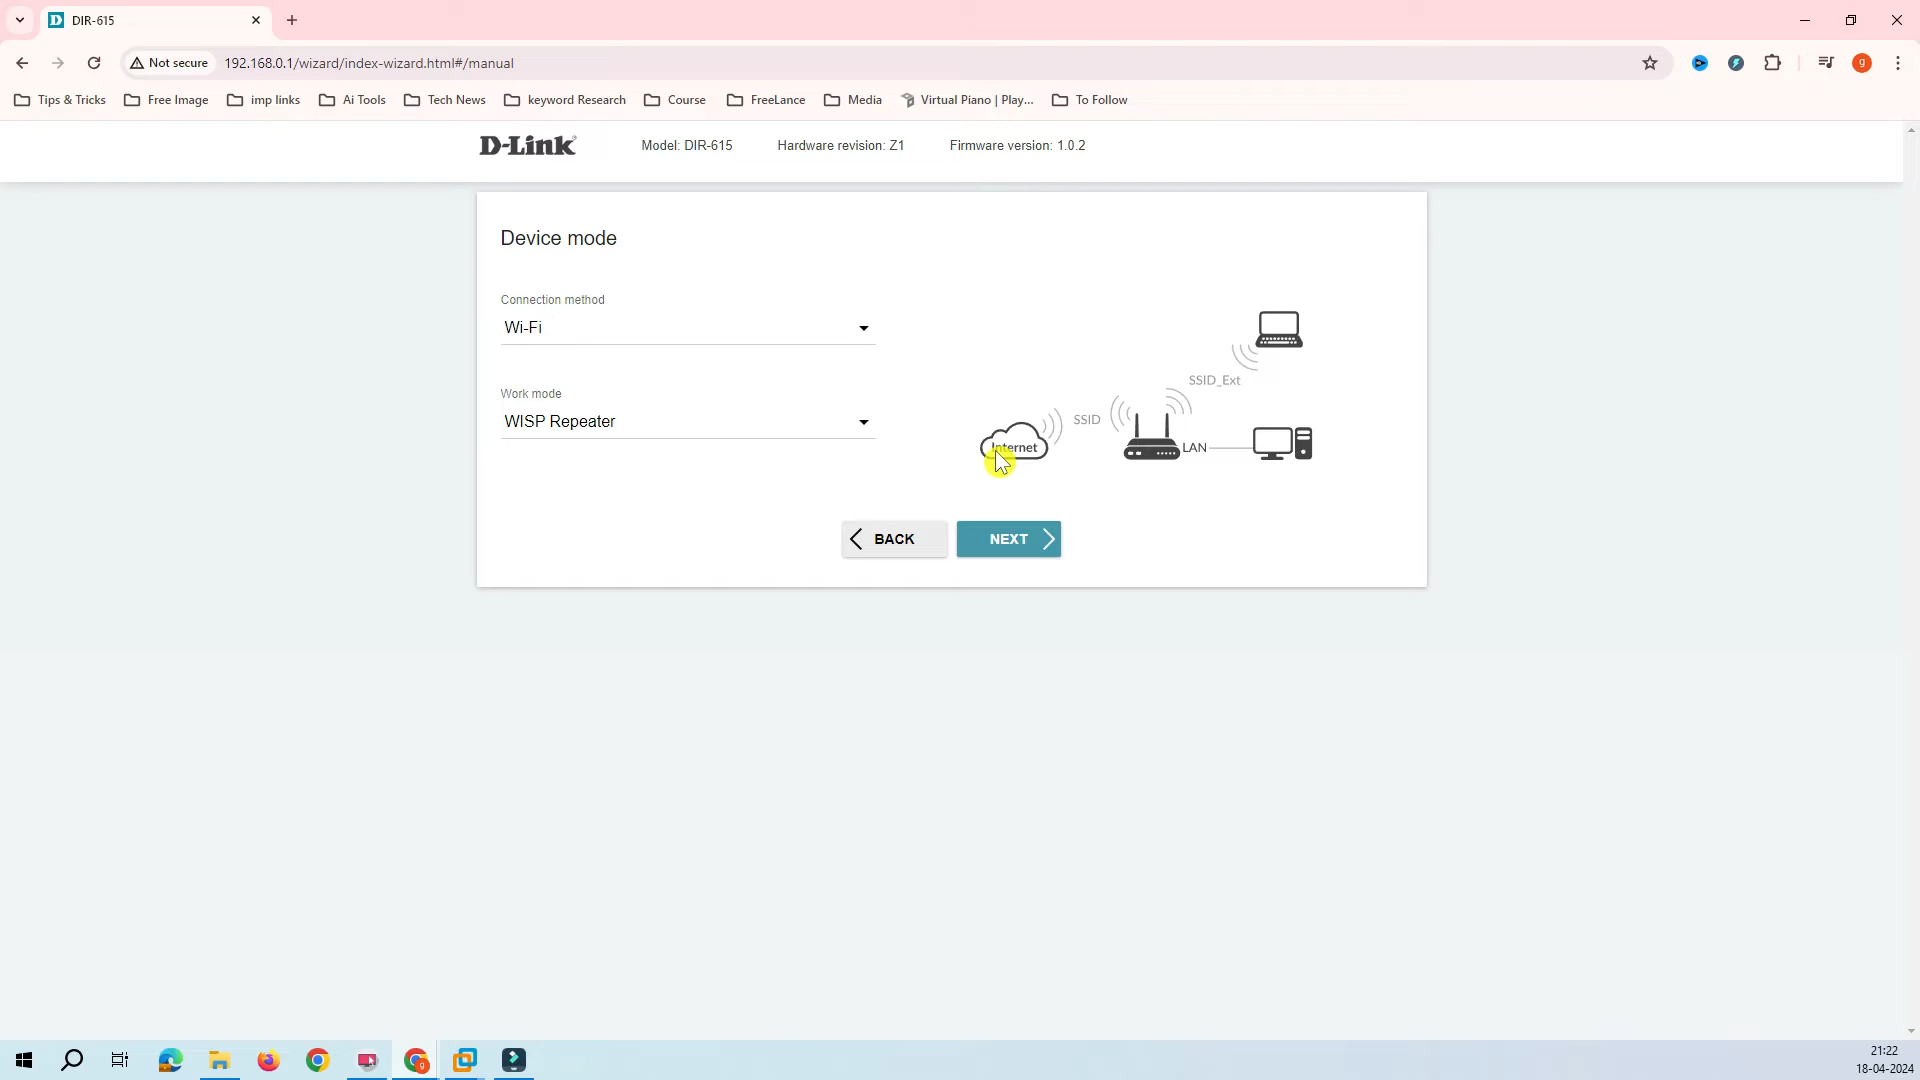 DIR-615
Not secure 192.168.0.1/wizard/index-wizard.html#/manual
g
Tips & Tricks Free Image imp links Ai Tools Tech News keyword Research Course FreeLance Media Virtual Piano | Play... To Follow
D-Link Model: DIR-615 Hardware revision: Z1 Firmware version: 1.0.2
Device mode
Connection method
Wi-Fi
Work mode
WISP Repeater
SSID_Ext
SSID
Internet
LAN
BACK NEXT
21:22
18-04-2024